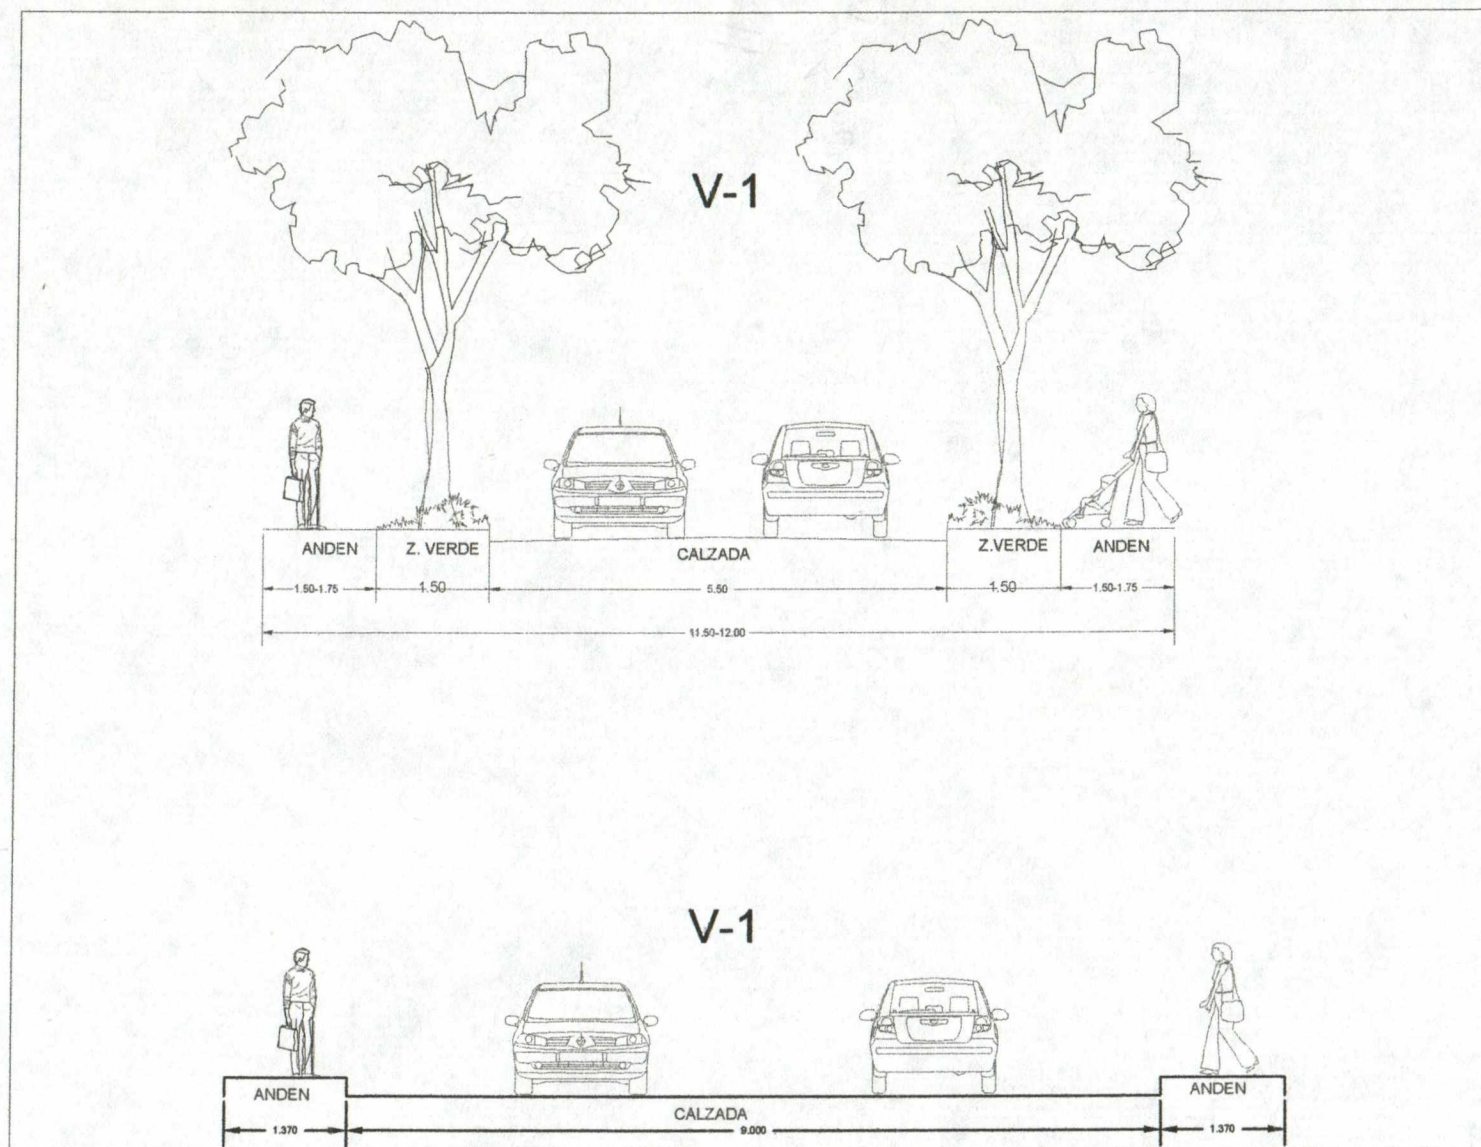 V-1
ANDEN Z. VERDE CALZADA Z.VERDE ANDEN
1.50-1.75 1.50 5.50 1.50 1.50-1.75
11.50-12.00
V-1
ANDEN CALZADA ANDEN
1.370 9.000 1.370